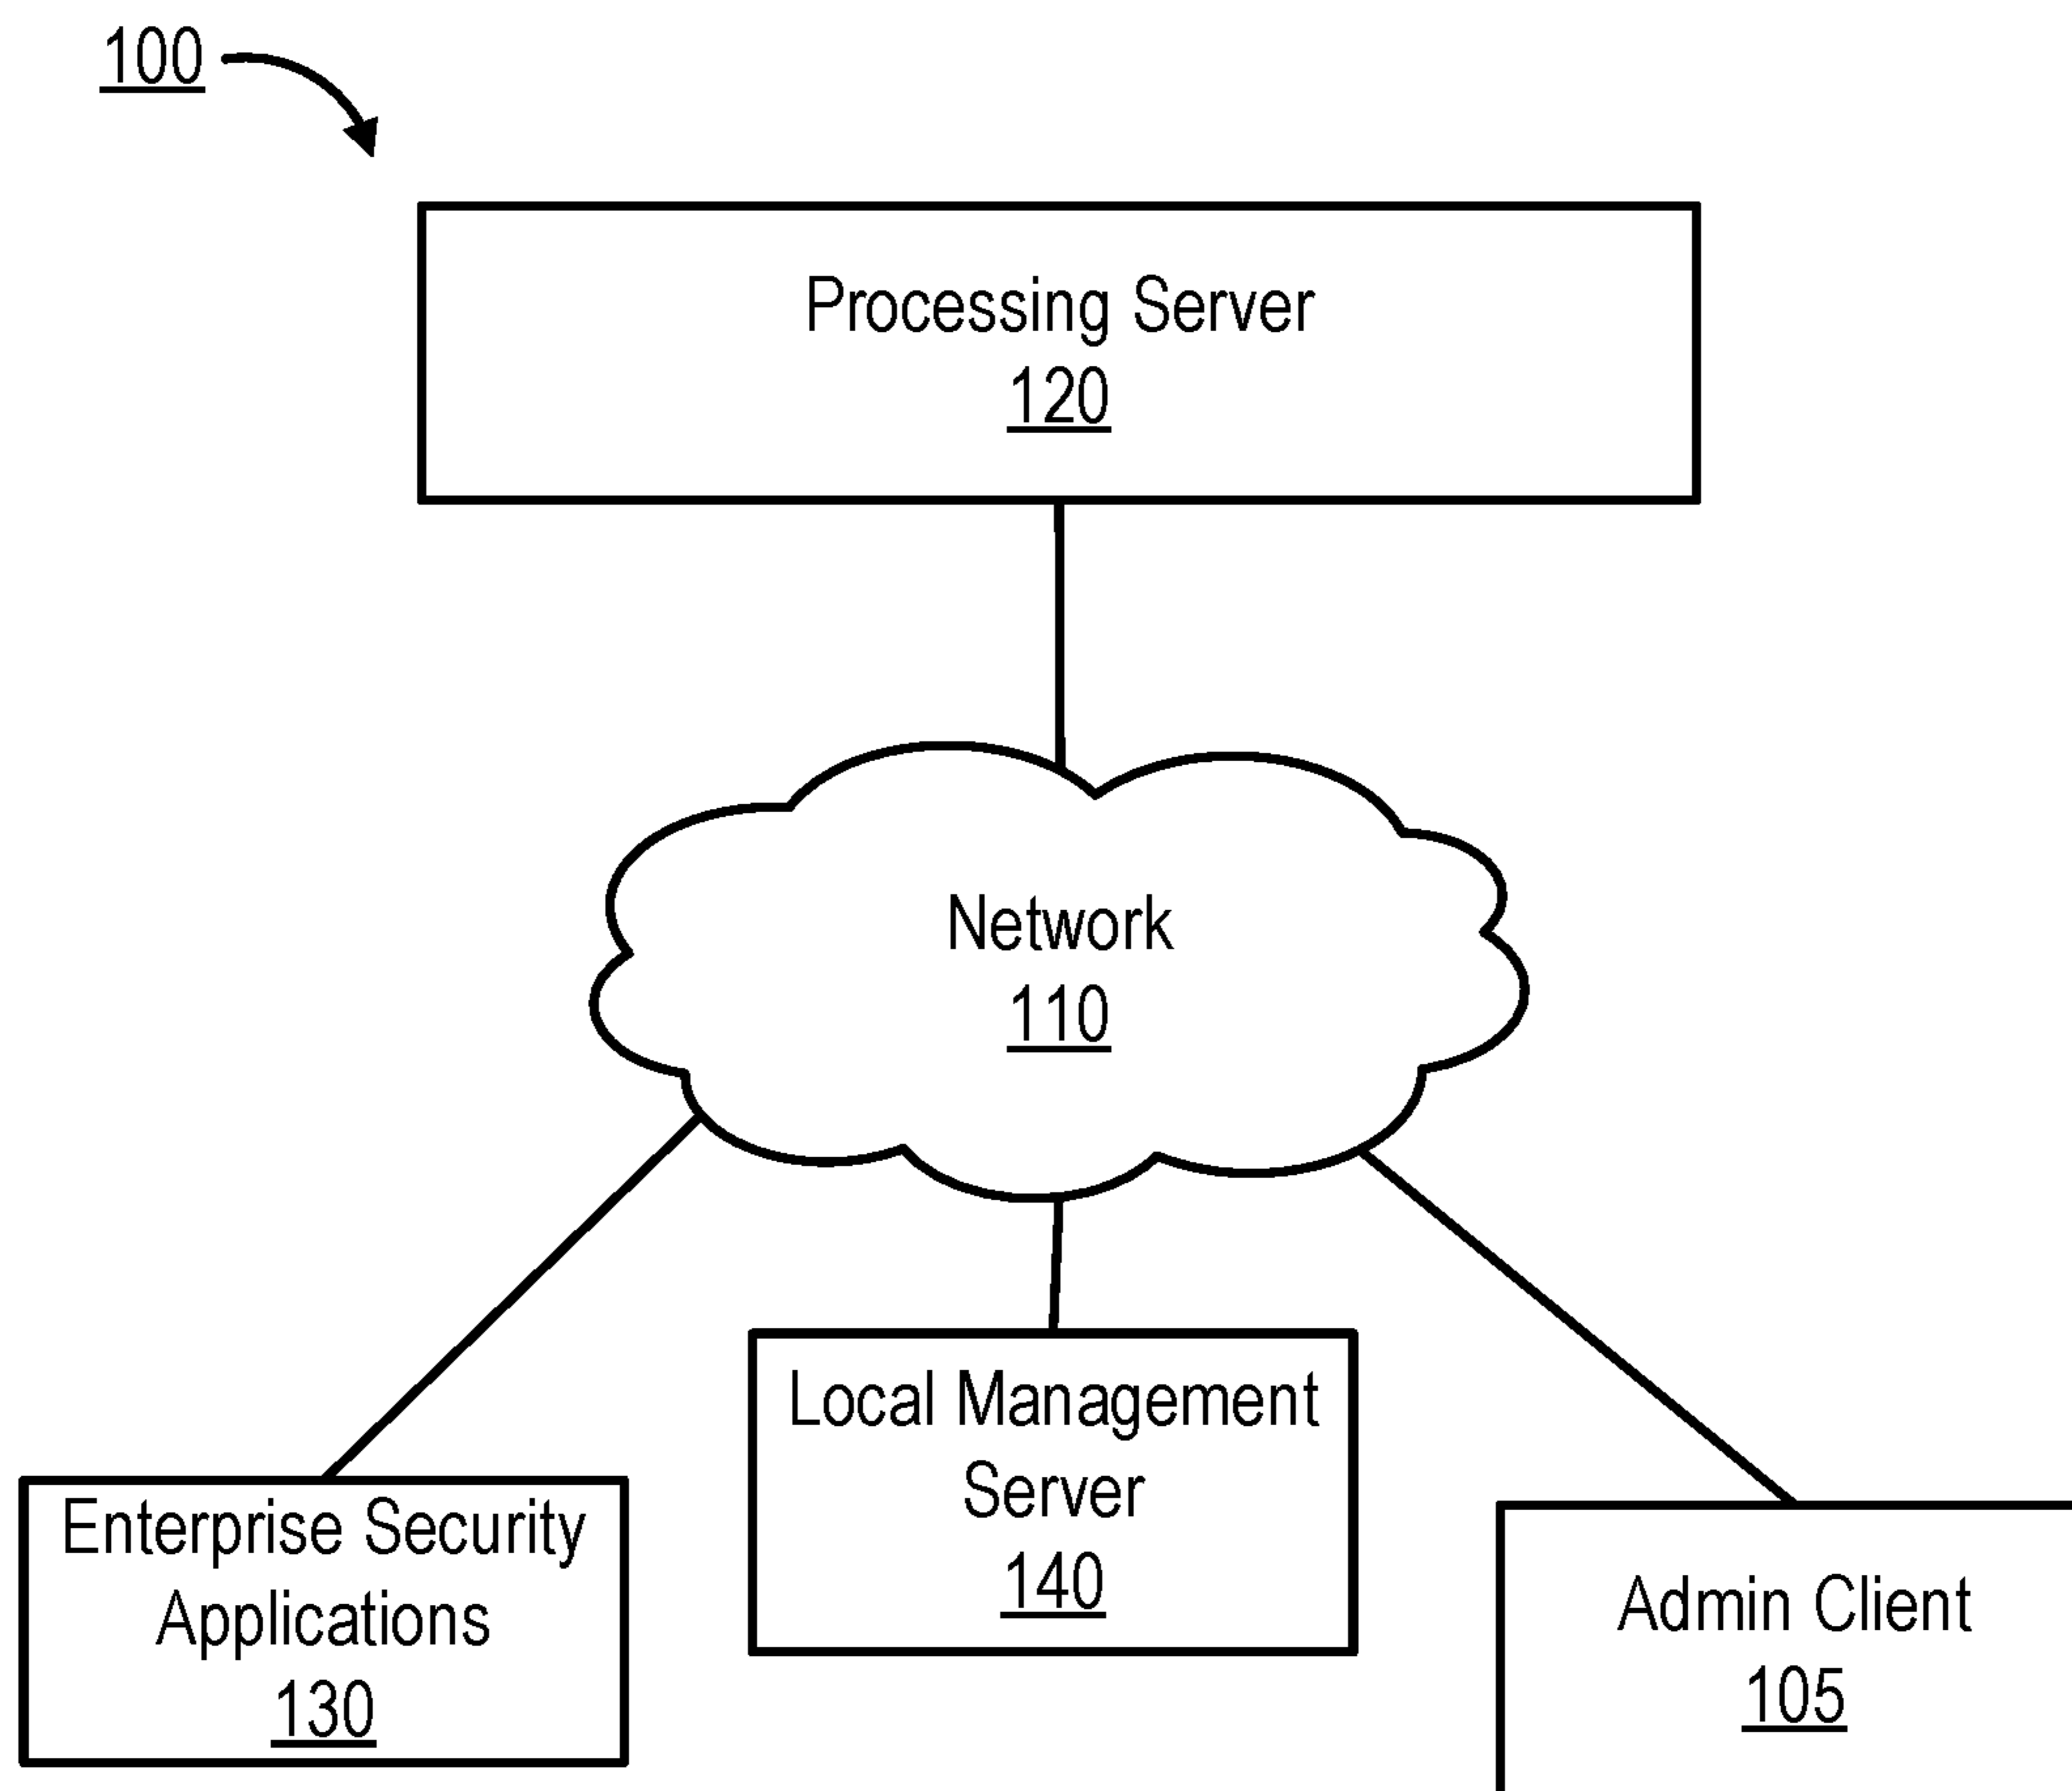 100
Processing Server
120
Network
110
Local Management
Server
140
Enterprise Security
Applications
130
Admin Client
105